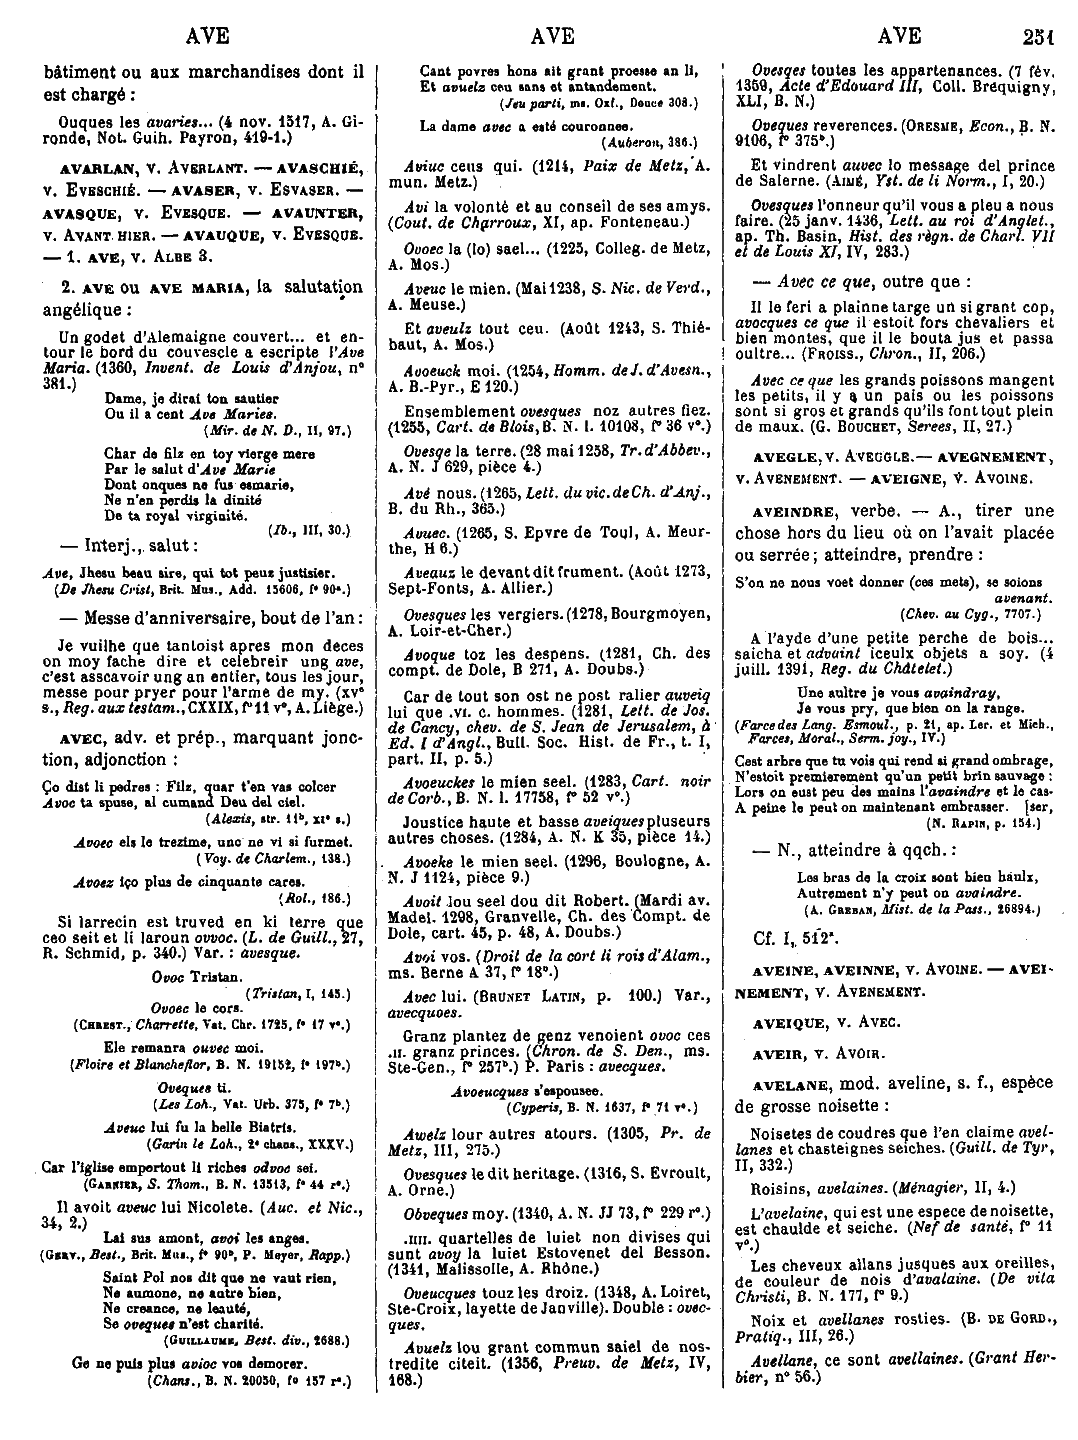 AVE
AVE
AVE
251
bâtiment ou aux marchandises dont il
est chargé :
Ouques les avaries... (4 nov. 1517, A. Gi-
ronde, Not. Guih. Payron, 419-1.)
AVARLAN, v. AVERLANT. — AVASCHIÉ,
v. EVESCHIÉ. — AVASER, v. ESVASER. —
AVASQUE, v. EVESQUE. — AVAUNTER,
v. AVANT HIER. — AVAUQUE, v. EVESQUE.
— 1. AVE, v. ALBE 3.
2. AVE OU AVE MARIA, la salutation
angélique :
Un godet d'Alemaigne couvert... et en-
tour le bord du couvescle a escripte l'Ave
Maria. (1360, Invent. de Louis d'Anjou, n°
381.)
Dame, je dirai ton sautier
Ou il a cent Ave Maries.
(Mir. de N. D., II, 97.)
Char de filz en toy vierge mere
Par le salut d'Ave Marie
Dont onques ne fus esmarie,
Ne n'en perdis la dinité
De ta royal virginité.
(Ib., III, 30.)
— Interj., salut :
Ave, Jhesu beau sire, qui tot peuz justisier.
(De Jhesu Crist, Brit. Mus., Add. 15606, f° 90ª.)
— Messe d'anniversaire, bout de l'an :
Je vuilhe que tantoist apres mon deces
on moy fache dire et celebreir ung ave,
c'est asscavoir ung an entier, tous les jour,
messe pour pryer pour l'arme de my. (xv°
s., Reg. aux testam., CXXIX, f° 11 v°, A. Liège.)
AVEC, adv. et prép., marquant jonc-
tion, adjonction :
Ço dist li pedres : Filz, quar t'en vas colcer
Avoc ta spuse, al cumand Deu del ciel.
(Alexis, str. 11ᵇ, xı° s.)
Avoec els le trezime, unc ne vi si furmet.
(Voy. de Charlem., 138.)
Avoez iço plus de cinquante cares.
(Rol., 186.)
Si larrecin est truved en ki terre que
ceo seit et li laroun ovvoc. (L. de Guill., 27,
R. Schmid, p. 340.) Var. : avesque.
Ovoc Tristan.
(Tristan, I, 145.)
Ovoec le cors.
(CHREST., Charrette, Vat. Chr. 1725, f° 17 v°.)
Ele remanra ouvec moi.
(Floire et Blancheflor, B. N. 19152, f° 197ᵇ.)
Oveques ti.
(Les Loh., Vat. Urb. 375, f° 7ᵇ.)
Aveuc lui fu la belle Biatris.
(Garin le Loh., 2° chans., XXXV.)
Car l'iglise emportout li riches odvoc sei.
(GARNIER, S. Thom., B. N. 13513, f° 44 r°.)
Il avoit aveuc lui Nicolete. (Auc. et Nic.,
34, 2.)
Lai sus amont, avoi les anges.
(GERV., Best., Brit. Mus., f° 90ª, P. Meyer, Rapp.)
Saint Pol nos dit que ne vaut rien,
Ne aumone, ne autre bien,
Ne creance, ne leauté,
Se oveques n'est charité.
(GUILLAUME, Best. div., 2688.)
Ge ne puis plus avioc vos demorer.
(Chans., B. N. 20050, f° 157 r°.)
Cant povres hons ait grant proesse an li,
Et avuelz ceu sans et antandement.
(Jeu parti, ms. Oxf., Douce 308.)
La dame avec a esté couronnee.
(Auberon, 386.)
Aviuc ceus qui. (1214, Paix de Metz, A.
mun. Metz.)
Avi la volonté et au conseil de ses amys.
(Cout. de Charroux, XI, ap. Fonteneau.)
Ovoec la (lo) sael... (1225, Colleg. de Metz,
A. Mos.)
Aveuc le mien. (Mai 1238, S. Nic. de Verd.,
A. Meuse.)
Et aveulz tout ceu. (Août 1243, S. Thié-
baut, A. Mos.)
Avoeuck moi. (1254, Homm. de J. d'Avesn.,
A. B.-Pyr., E 120.)
Ensemblement ovesques noz autres fiez.
(1255, Cart. de Blois, B. N. l. 10108, f° 36 v°.)
Ovesqe la terre. (28 mai 1258, Tr. d'Abbev.,
A. N. J 629, pièce 4.)
Avé nous. (1265, Lett. du vic. de Ch. d'Anj.,
B. du Rh., 365.)
Avuec. (1265, S. Epvre de Toul, A. Meur-
the, H 6.)
Aveauz le devant dit frument. (Août 1273,
Sept-Fonts, A. Allier.)
Ovesques les vergiers. (1278, Bourgmoyen,
A. Loir-et-Cher.)
Avoque toz les despens. (1281, Ch. des
compt. de Dole, B 271, A. Doubs.)
Car de tout son ost ne post ralier auveiq
lui que .VI. c. hommes. (1281, Lett. de Jos.
de Cancy, chev. de S. Jean de Jerusalem, à
Ed. I d'Angl., Bull. Soc. Hist. de Fr., t. I,
part. II, p. 5.)
Avoeuckes le mien seel. (1283, Cart. noir
de Corb., B. N. l. 17758, f° 52 v°.)
Joustice haute et basse aveiques pluseurs
autres choses. (1284, A. N. K 35, pièce 14.)
Avoeke le mien seel. (1296, Boulogne, A.
N. J 1124, pièce 9.)
Avoit lou seel dou dit Robert. (Mardi av.
Madel. 1298, Granvelle, Ch. des Compt. de
Dole, cart. 45, p. 48, A. Doubs.)
Avoi vos. (Droit de la cort li rois d'Alam.,
ms. Berne A 37, f° 18ª.)
Avec lui. (BRUNET LATIN, p. 100.) Var.,
avecquoes.
Granz plantez de genz venoient ovoc ces
.II. granz princes. (Chron. de S. Den., ms.
Ste-Gen., f° 257ᵇ.) P. Paris : avecques.
Avoeucques s'espousee.
(Cyperis, B. N. 1637, f° 71 v°.)
Awelz lour autres atours. (1305, Pr. de
Metz, III, 275.)
Ovesques le dit heritage. (1316, S. Evroult,
A. Orne.)
Obveques moy. (1340, A. N. JJ 73, f° 229 r°.)
.IIII. quartelles de luiet non divises qui
sunt avoy la luiet Estovenet del Besson.
(1341, Malissolle, A. Rhône.)
Oveucques touz les droiz. (1348, A. Loiret,
Ste-Croix, layette de Janville). Double : ovec-
ques.
Avuelz lou grant commun saiel de nos-
tredite citeit. (1356, Preuv. de Metz, IV,
168.)
Ovesqes toutes les appartenances. (7 fév.
1359, Acte d'Edouard III, Coll. Bréquigny,
XLI, B. N.)
Oveques reverences. (ORESME, Econ., B. N.
9106, f° 375ᵇ.)
Et vindrent auvec lo message del prince
de Salerne. (AIMÉ, Yst. de li Norm., I, 20.)
Ovesques l'onneur qu'il vous a pleu a nous
faire. (25 janv. 1436, Lett. au roi d'Anglet.,
ap. Th. Basin, Hist. des règn. de Charl. VII
et de Louis XI, IV, 283.)
— Avec ce que, outre que :
Il le feri a plainne targe un si grant cop,
avocques ce que il estoit fors chevaliers et
bien montes, que il le bouta jus et passa
oultre... (FROISS., Chron., II, 206.)
Avec ce que les grands poissons mangent
les petits, il y a un pais ou les poissons
sont si gros et grands qu'ils font tout plein
de maux. (G. BOUCHET, Serees, II, 27.)
AVEGLE, v. AVEUGLE. — AVEGNEMENT,
v. AVENEMENT. — AVEIGNE, v. AVOINE.
AVEINDRE, verbe. — A., tirer une
chose hors du lieu où on l'avait placée
ou serrée ; atteindre, prendre :
S'on ne nous voet donner (ces mets), se soions
avenant.
(Chev. au Cyg., 7707.)
A l'ayde d'une petite perche de bois...
saicha et advaint iceulx objets a soy. (4
juill. 1391, Reg. du Châtelet.)
Une aultre je vous avaindray,
Je vous pry, que bien on la range.
(Farce des Lang. Esmoul., p. 21, ap. Ler. et Mich.,
Farces, Moral., Serm. joy., IV.)
Cest arbre que tu vois qui rend si grand ombrage,
N'estoit premierement qu'un petit brin sauvage :
Lors on eust peu des mains l'avaindre et le cas-
A peine le peut on maintenant embrasser. [ser,
(N. RAPIN, p. 154.)
— N., atteindre à qqch. :
Les bras de la croix sont bien haulx,
Autrement n'y peut on avaindre.
(A. GREBAN, Mist. de la Pass., 26894.)
Cf. I, 512ª.
AVEINE, AVEINNE, v. AVOINE. — AVEI-
NEMENT, v. AVENEMENT.
AVEIQUE, v. AVEC.
AVEIR, v. AVOIR.
AVELANE, mod. aveline, s. f., espèce
de grosse noisette :
Noisetes de coudres que l'en claime avel-
lanes et chasteignes seiches. (Guill. de Tyr,
II, 332.)
Roisins, avelaines. (Ménagier, II, 4.)
L'avelaine, qui est une espece de noisette,
est chaulde et seiche. (Nef de santé, f° 11
v°.)
Les cheveux allans jusques aux oreilles,
de couleur de nois d'avalaine. (De vita
Christi, B. N. 177, f° 9.)
Noix et avellanes rosties. (B. DE GORD.,
Pratiq., III, 26.)
Avellane, ce sont avellaines. (Grant Her-
bier, n° 56.)